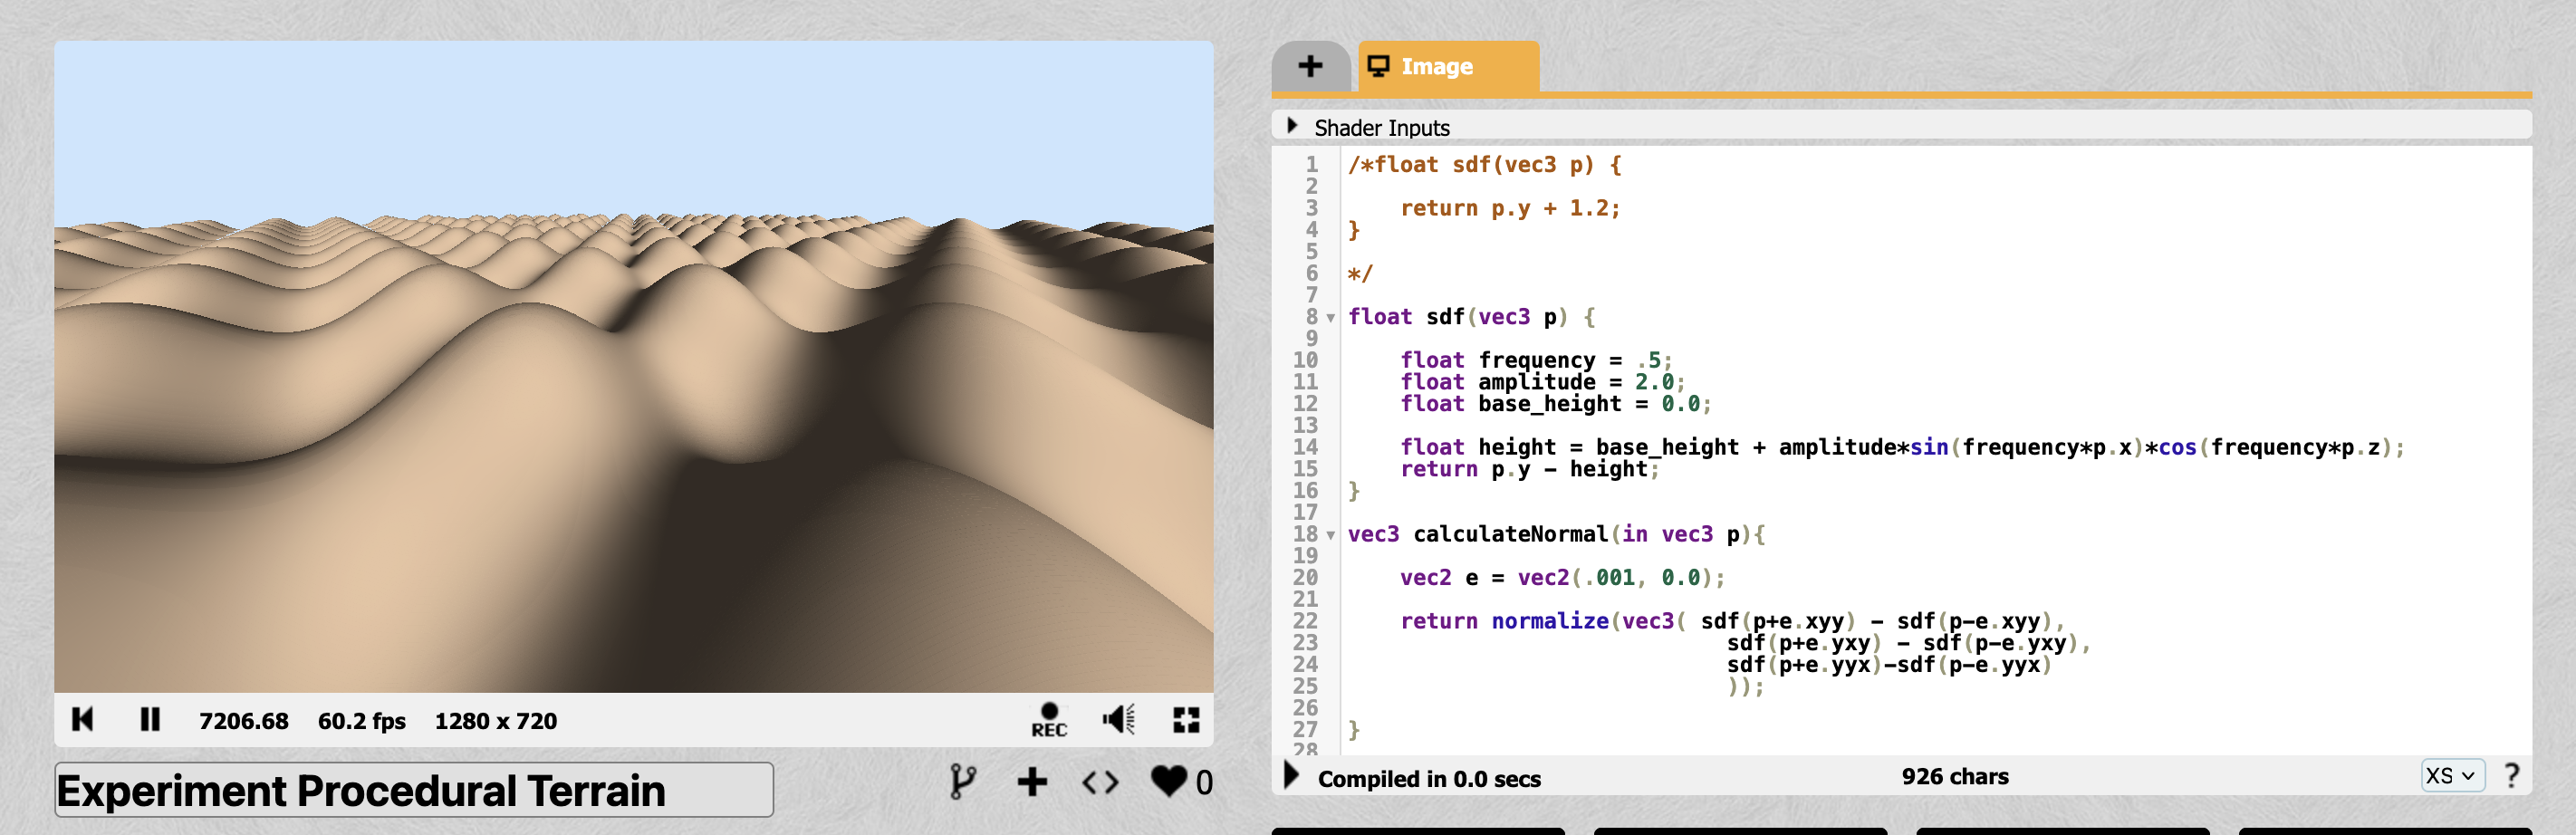 7206.68 60.2 fps 1280 x 720 REC
Experiment Procedural Terrain
0
+ Image
Shader Inputs
1 /*float sdf(vec3 p) {
2
3     return p.y + 1.2;
4 }
5
6 */
7
8 float sdf(vec3 p) {
9
10     float frequency = .5;
11     float amplitude = 2.0;
12     float base_height = 0.0;
13
14     float height = base_height + amplitude*sin(frequency*p.x)*cos(frequency*p.z);
15     return p.y - height;
16 }
17
18 vec3 calculateNormal(in vec3 p){
19
20     vec2 e = vec2(.001, 0.0);
21
22     return normalize(vec3( sdf(p+e.xyy) - sdf(p-e.xyy),
23                              sdf(p+e.yxy) - sdf(p-e.yxy),
24                              sdf(p+e.yyx)-sdf(p-e.yyx)
25                              ));
26
27 }
28
Compiled in 0.0 secs 926 chars XS ?